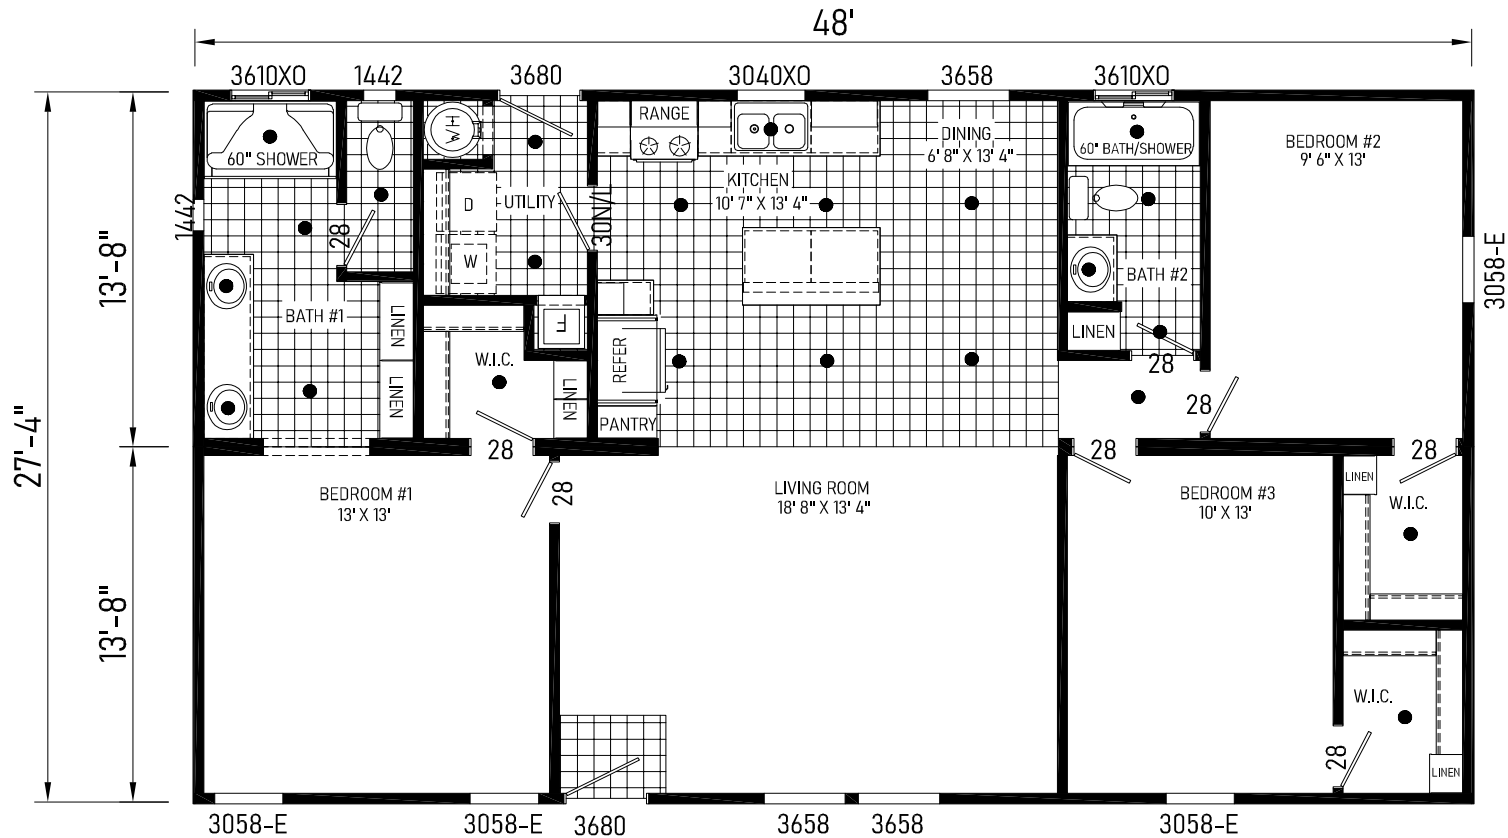 48'
3610XO
1442
3680
3040XO
3658
3610XO
RANGE
W/H
60" SHOWER
DINING
6' 8" X 13' 4"
60" BATH/SHOWER
BEDROOM #2
9' 6" X 13'
KITCHEN
10' 7" X 13' 4"
D
UTILITY
30N/L
1442
28
13'-8"
W
BATH #2
3058-E
BATH #1
LINEN
F
LINEN
W.I.C.
REFER
28
LINEN
LINEN
28
PANTRY
27'-4"
28
28
28
BEDROOM #1
13' X 13'
28
LIVING ROOM
18' 8" X 13' 4"
BEDROOM #3
10' X 13'
LINEN
W.I.C.
13'-8"
W.I.C.
28
LINEN
3058-E
3058-E
3680
3658
3658
3058-E